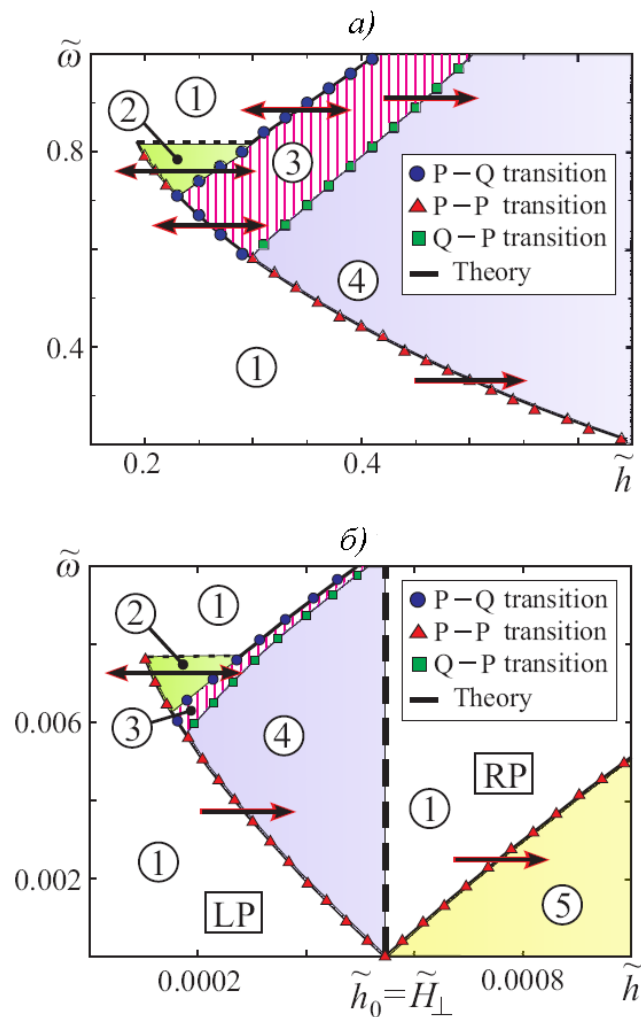 а)
ω̃
1
2
0.8
3
P – Q transition
P – P transition
Q – P transition
Theory
4
0.4
1
0.2
0.4
h̃
б)
ω̃
1
2
P – Q transition
P – P transition
Q – P transition
Theory
0.006
3
4
1
RP
1
0.002
LP
5
0.0002
h̃₀=H̃⊥
0.0008
h̃